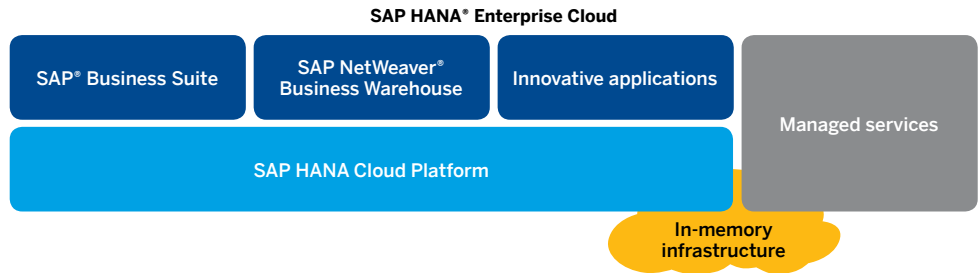 SAP HANA® Enterprise Cloud
SAP® Business Suite
SAP NetWeaver®
Business Warehouse
Innovative applications
Managed services
SAP HANA Cloud Platform
In-memory
infrastructure